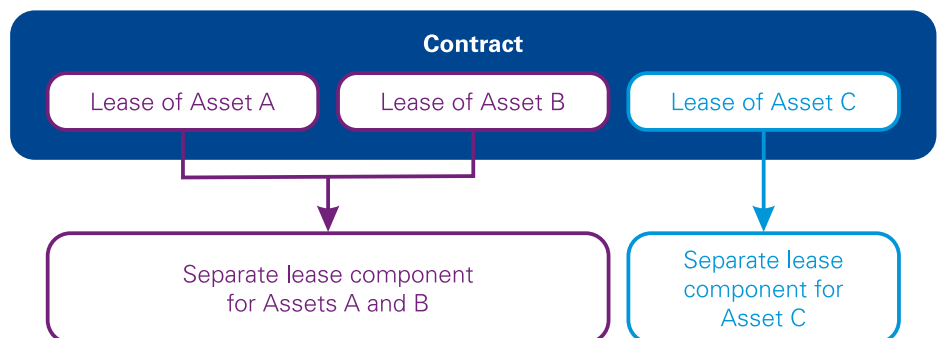 Contract
Lease of Asset A
Lease of Asset B
Lease of Asset C
Separate lease component
for Assets A and B
Separate lease
component for
Asset C